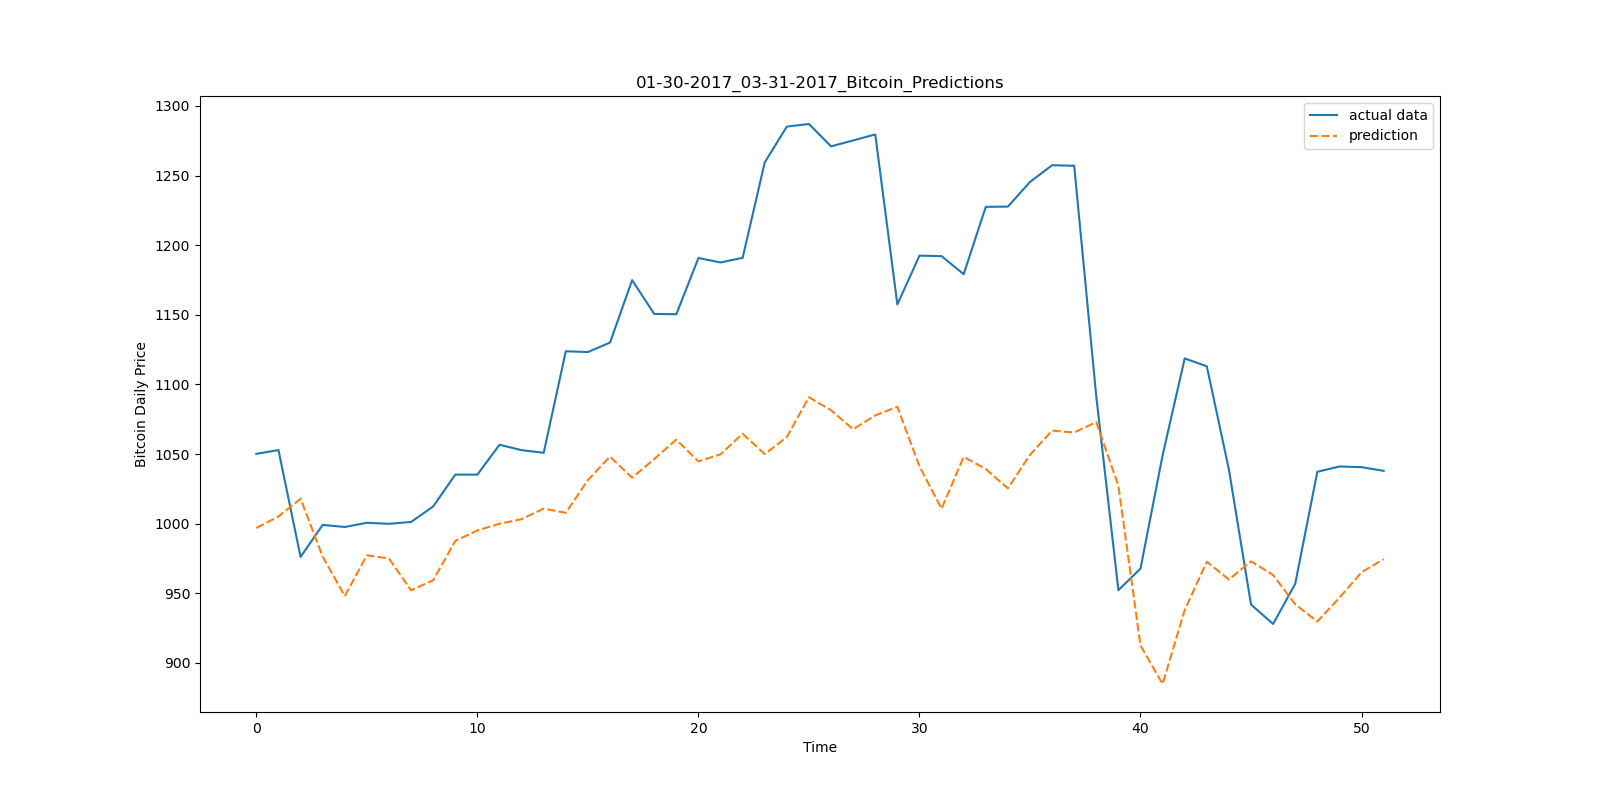 01-30-2017_03-31-2017_Bitcoin_Predictions
actual data
prediction
Bitcoin Daily Price
1300
1250
1200
1150
1100
1050
1000
950
900
0 10 20 30 40 50
Time